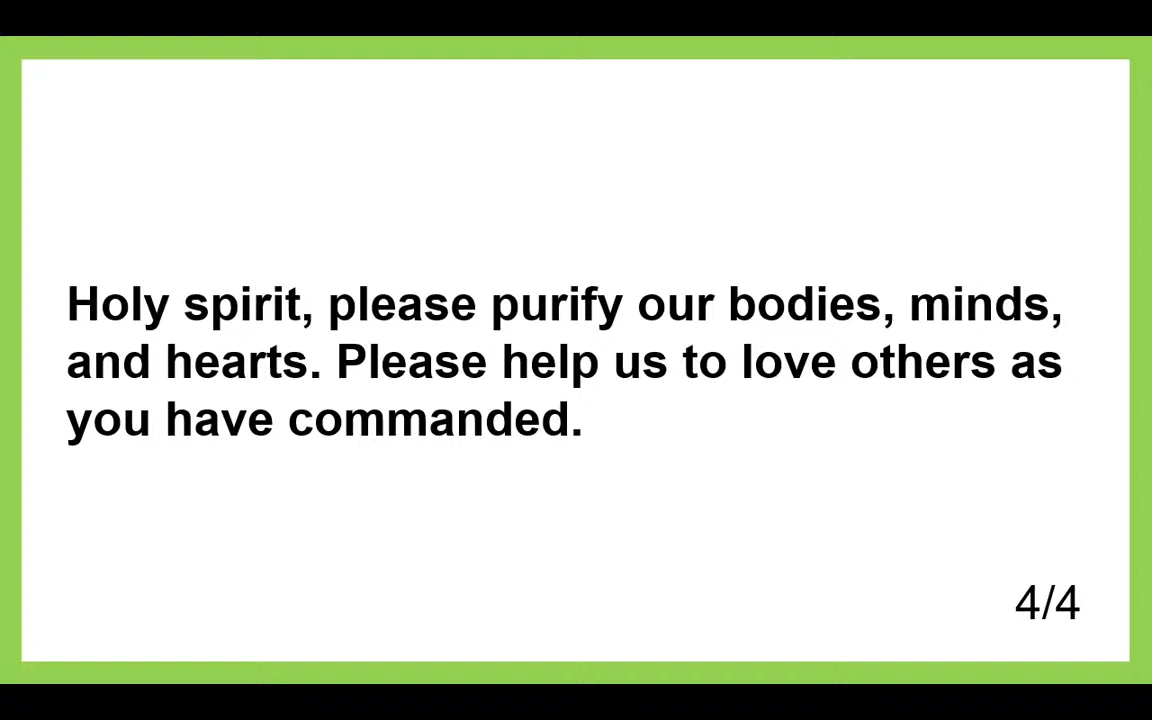 Holy spirit, please purify our bodies, minds,
and hearts. Please help us to love others as
you have commanded.
4/4